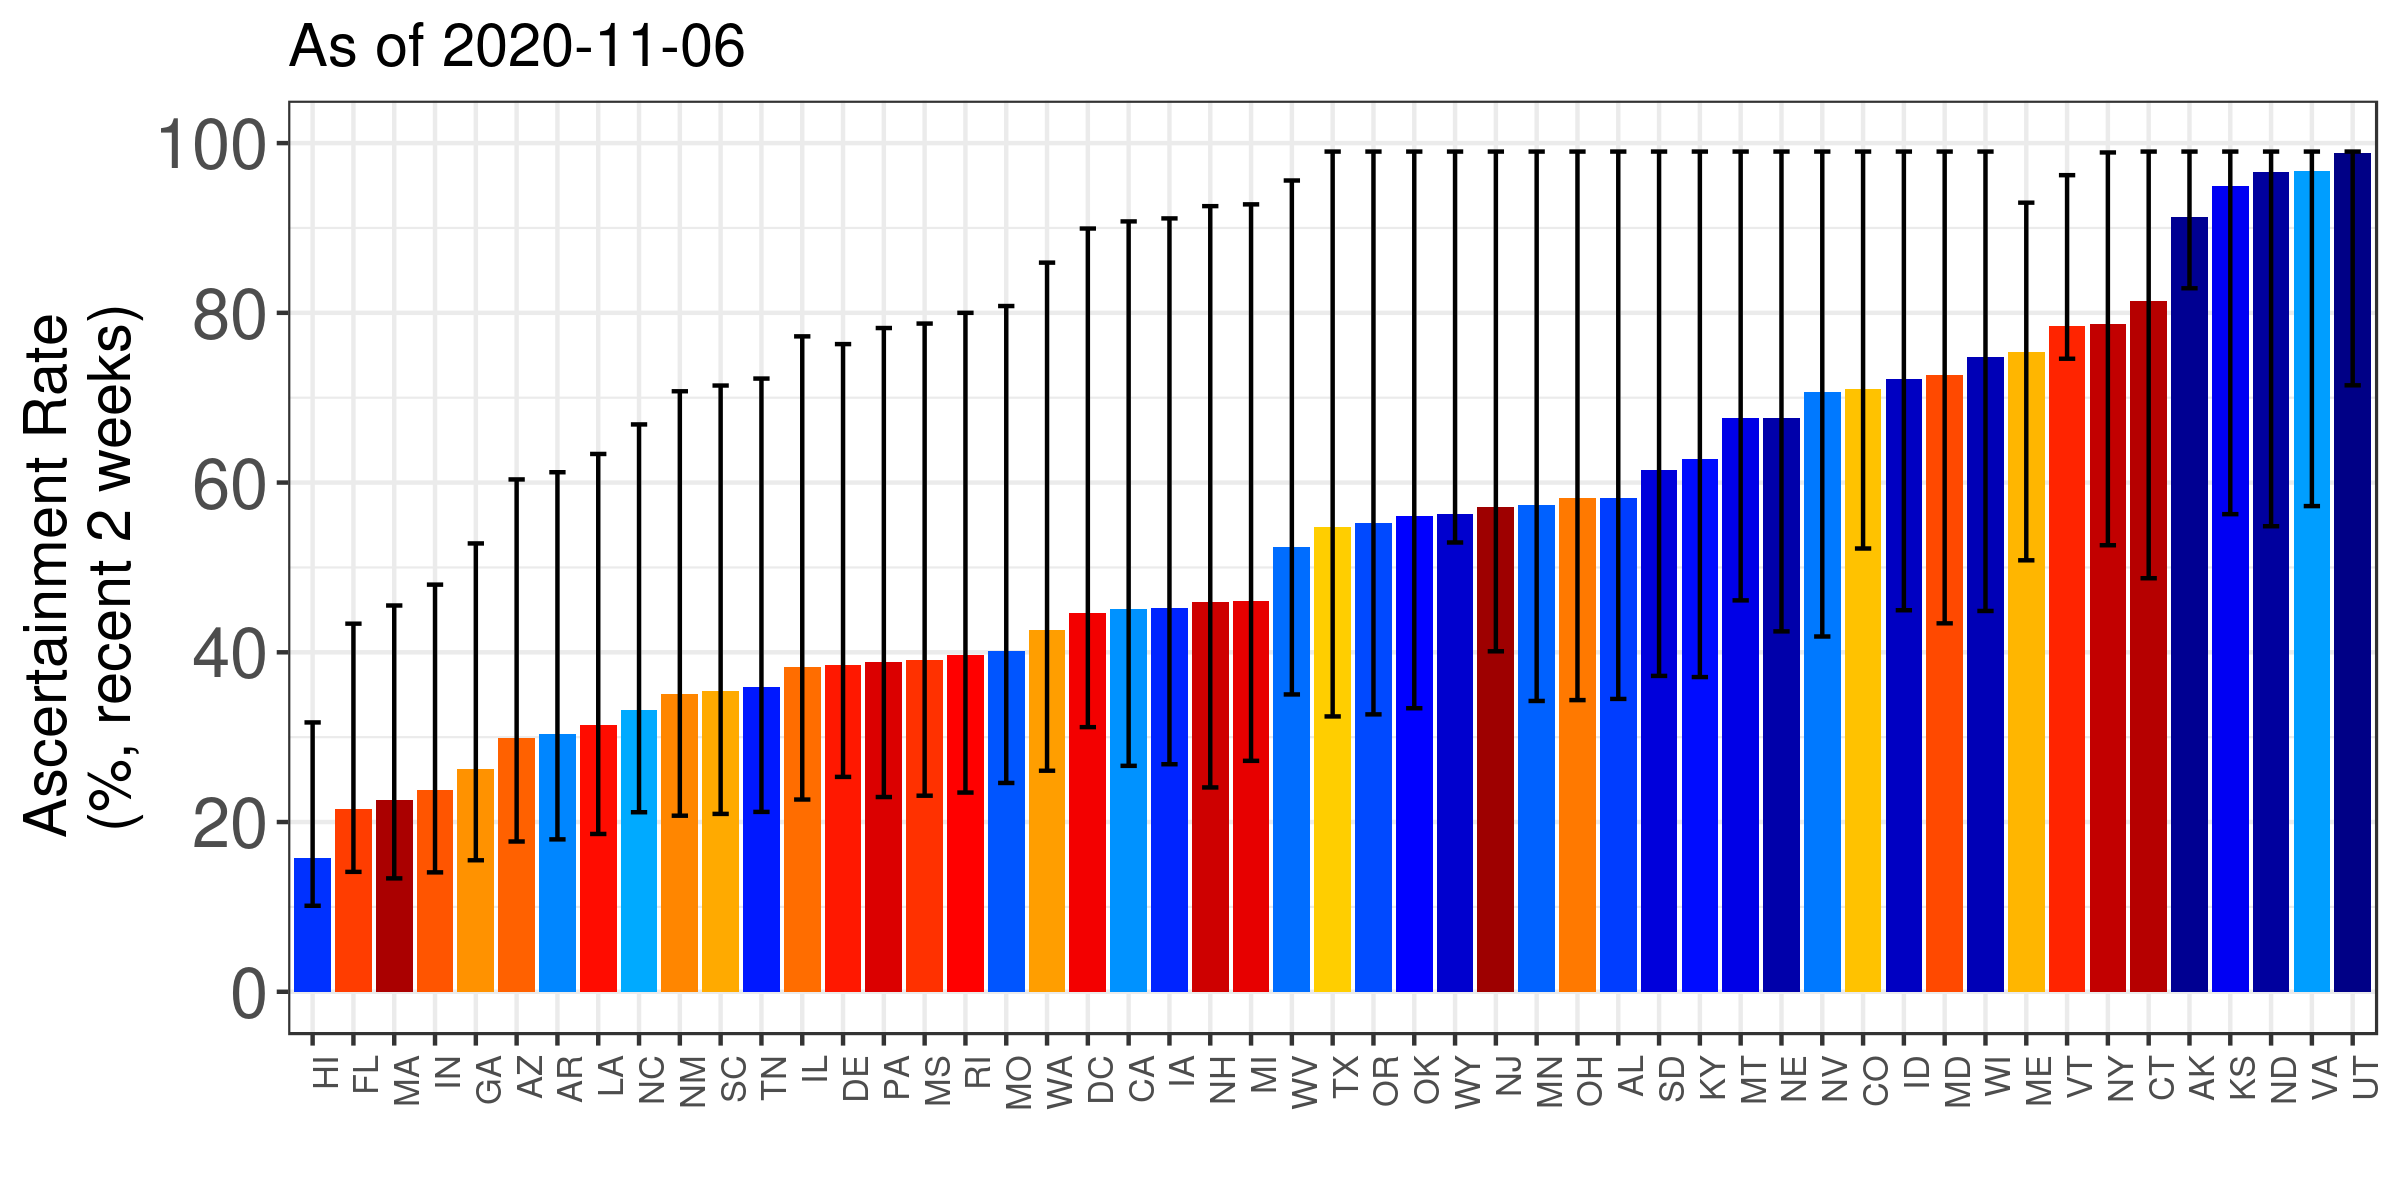 As of 2020-11-06
Ascertainment Rate
(%, recent 2 weeks)
100
80
60
40
20
0
HI FL MA IN GA AZ AR LA NC NM SC TN IL DE PA MS RI MO WA DC CA IA NH MI WV TX OR OK WY NJ MN OH AL SD KY MT NE NV CO ID MD WI ME VT NY CT AK KS ND VA UT